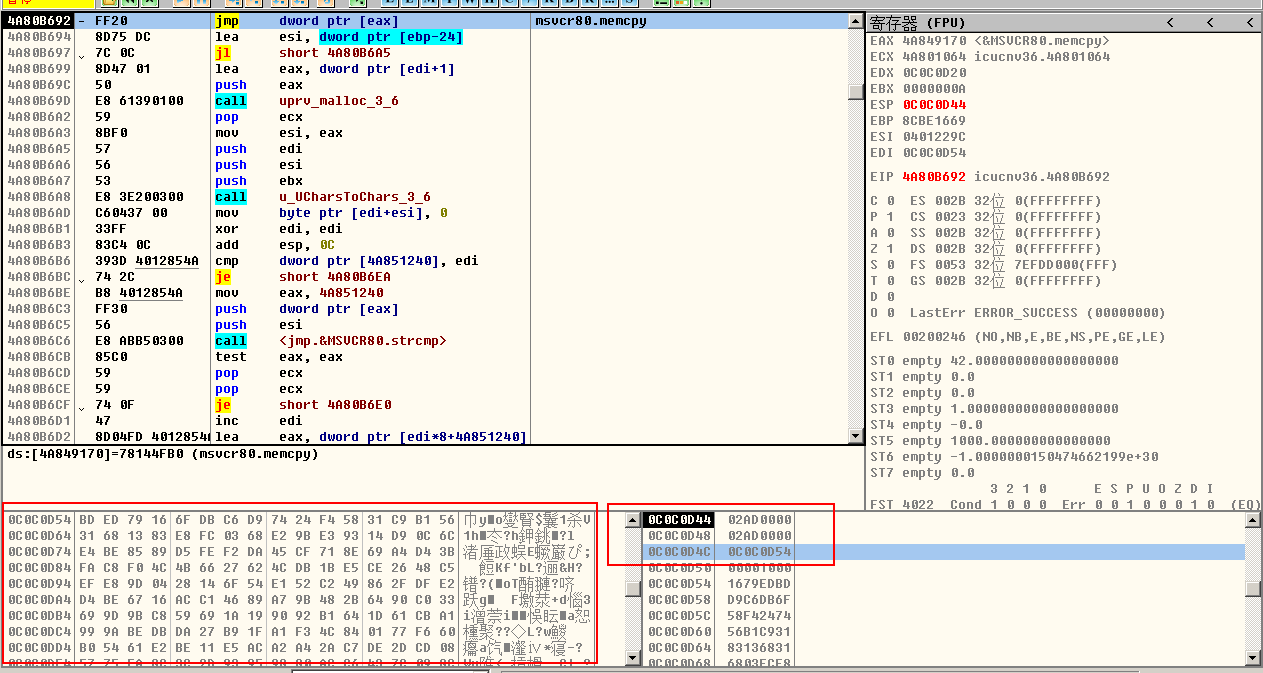 4A80B692 - FF20 jmp dword ptr [eax] msvcr80.memcpy
4A80B694 8D75 DC lea esi, dword ptr [ebp-24]
4A80B697 7C 0C jl short 4A80B6A5
4A80B699 8D47 01 lea eax, dword ptr [edi+1]
4A80B69C 50 push eax
4A80B69D E8 61390100 call uprv_malloc_3_6
4A80B6A2 59 pop ecx
4A80B6A3 8BF0 mov esi, eax
4A80B6A5 57 push edi
4A80B6A6 56 push esi
4A80B6A7 53 push ebx
4A80B6A8 E8 3E200300 call u_UCharsToChars_3_6
4A80B6AD C60437 00 mov byte ptr [edi+esi], 0
4A80B6B1 33FF xor edi, edi
4A80B6B3 83C4 0C add esp, 0C
4A80B6B6 393D 4012854A cmp dword ptr [4A851240], edi
4A80B6BC 74 2C je short 4A80B6EA
4A80B6BE B8 4012854A mov eax, 4A851240
4A80B6C3 FF30 push dword ptr [eax]
4A80B6C5 56 push esi
4A80B6C6 E8 ABB50300 call <jmp.&MSVCR80.strcmp>
4A80B6CB 85C0 test eax, eax
4A80B6CD 59 pop ecx
4A80B6CE 59 pop ecx
4A80B6CF 74 0F je short 4A80B6E0
4A80B6D1 47 inc edi
4A80B6D2 8D04FD 4012854A lea eax, dword ptr [edi*8+4A851240]
ds:[4A849170]=78144FB0 (msvcr80.memcpy)
寄存器 (FPU) < < <
EAX 4A849170 <&MSVCR80.memcpy>
ECX 4A801064 icucnv36.4A801064
EDX 0C0C0D20
EBX 0000000A
ESP 0C0C0D44
EBP 8CBE1669
ESI 0401229C
EDI 0C0C0D54
EIP 4A80B692 icucnv36.4A80B692
C 0 ES 002B 32位 0(FFFFFFFF)
P 1 CS 0023 32位 0(FFFFFFFF)
A 0 SS 002B 32位 0(FFFFFFFF)
Z 1 DS 002B 32位 0(FFFFFFFF)
S 0 FS 0053 32位 7EFDD000(FFF)
T 0 GS 002B 32位 0(FFFFFFFF)
D 0
O 0 LastErr ERROR_SUCCESS (00000000)
EFL 00200246 (NO,NB,E,BE,NS,PE,GE,LE)
ST0 empty 42.000000000000000000
ST1 empty 0.0
ST2 empty 0.0
ST3 empty 1.0000000000000000000
ST4 empty -0.0
ST5 empty 1000.0000000000000000
ST6 empty -1.0000000150474662199e+30
ST7 empty 0.0
3 2 1 0 E S P U O Z D I
FST 4022 Cond 1 0 0 0 Err 0 0 1 0 0 0 1 0 (EQ)
0C0C0D54 BD ED 79 16 6F DB C6 D9 74 24 F4 58 31 C9 B1 56
0C0C0D64 31 68 13 83 E8 FC 03 68 E2 9B E3 93 14 D9 0C 6C
0C0C0D74 E4 BE 85 89 D5 FE F2 DA 45 CF 71 8E 69 A4 D4 3B
0C0C0D84 FA C8 F0 4C 4B 66 27 62 4C DB 1B E5 CE 26 48 C5
0C0C0D94 EF E8 9D 04 28 14 6F 54 E1 52 C2 49 86 2F DF E2
0C0C0DA4 D4 BE 67 16 AC C1 46 89 A7 9B 48 2B 64 90 C0 33
0C0C0DB4 69 9D 9B C8 59 69 1A 19 90 92 B1 64 1D 61 CB A1
0C0C0DC4 99 9A BE DB DA 27 B9 1F A1 F3 4C 84 01 77 F6 60
0C0C0DD4 B0 54 61 E2 BE 11 E5 AC A2 A4 2A C7 DE 2D CD 08
0C0C0D44 02AD0000
0C0C0D48 02AD0000
0C0C0D4C 0C0C0D54
0C0C0D50 00001000
0C0C0D54 1679EDBD
0C0C0D58 D9C6DB6F
0C0C0D5C 58F42474
0C0C0D60 56B1C931
0C0C0D64 83136831
0C0C0D68 6803FCE8